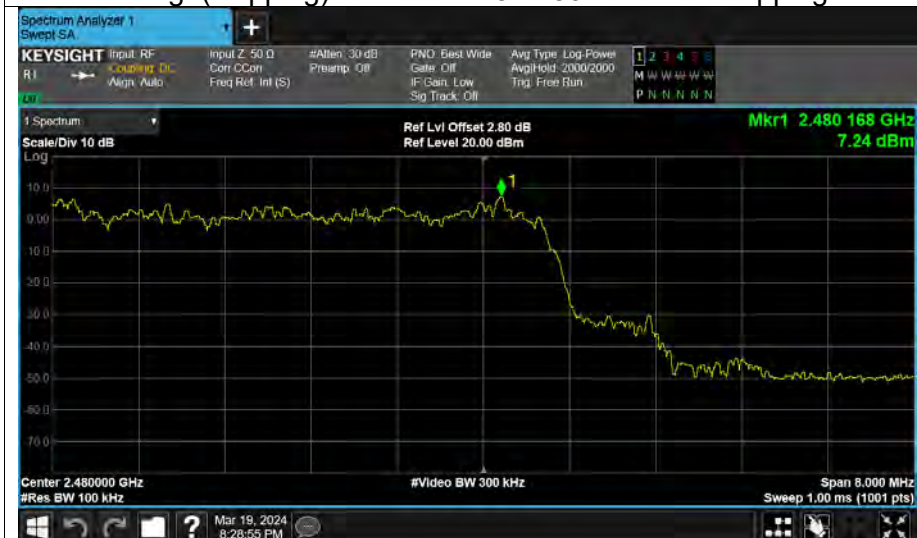 Spectrum Analyzer 1
Swept SA
+
KEYSIGHT Input: RF
Coupling: DC
Align: Auto
Input Z: 50 Ω
Corr CCorr
Freq Ref: Int (S)
#Atten: 30 dB
Preamp: Off
PNO: Best Wide
Gate: Off
IF Gain: Low
Sig Track: Off
Avg Type: Log-Power
Avg|Hold: 2000/2000
Trig: Free Run
1 2 3 4 5 6
M W W W W W
P N N N N N
1 Spectrum
Scale/Div 10 dB
Log
Ref Lvl Offset 2.80 dB
Ref Level 20.00 dBm
Mkr1 2.480 168 GHz
7.24 dBm
1
10.0
0.00
-10.0
-20.0
-30.0
-40.0
-50.0
-60.0
-70.0
Center 2.480000 GHz
#Res BW 100 kHz
#Video BW 300 kHz
Span 8.000 MHz
Sweep 1.00 ms (1001 pts)
?
Mar 19, 2024
8:28:55 PM